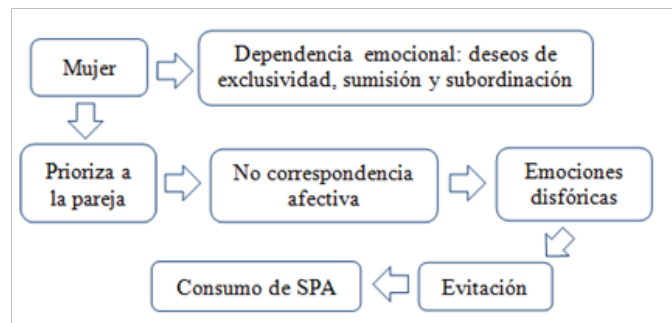 Mujer
Dependencia emocional: deseos de
exclusividad, sumisión y subordinación
Prioriza a
la pareja
No correspondencia
afectiva
Emociones
disfóricas
Evitación
Consumo de SPA